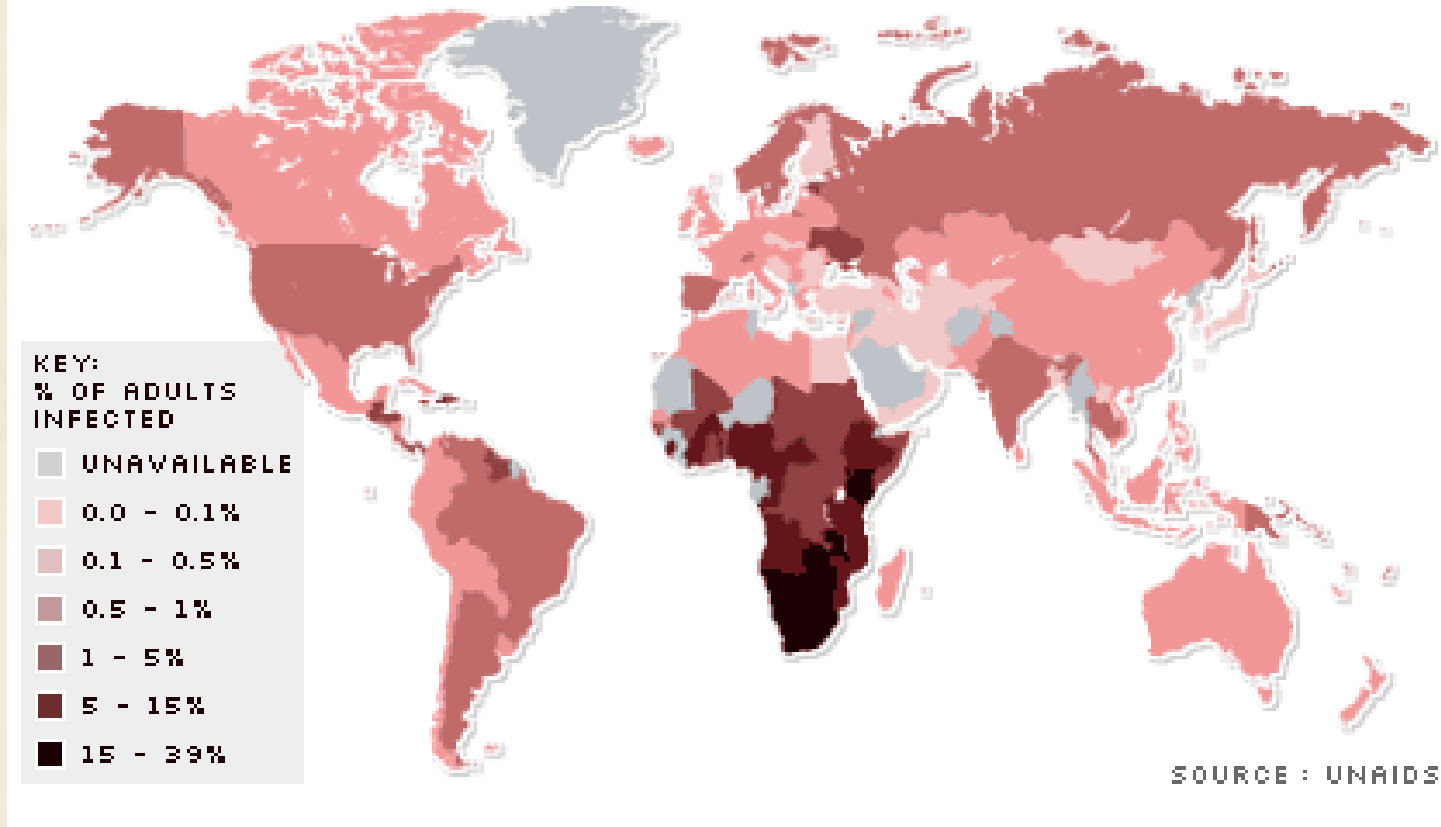 KEY:
% OF ADULTS
INFECTED
UNAVAILABLE
0.0 - 0.1%
0.1 - 0.5%
0.5 - 1%
1 - 5%
5 - 15%
15 - 39%
SOURCE : UNAIDS